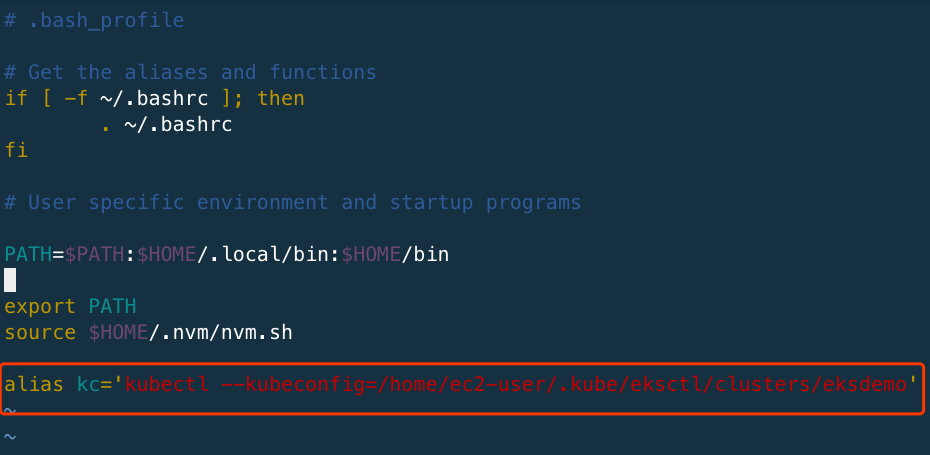 # .bash_profile
# Get the aliases and functions
if [ -f ~/.bashrc ]; then
        . ~/.bashrc
fi
# User specific environment and startup programs
PATH=$PATH:$HOME/.local/bin:$HOME/bin
export PATH
source $HOME/.nvm/nvm.sh
alias kc='kubectl --kubeconfig=/home/ec2-user/.kube/eksctl/clusters/eksdemo'
~
~